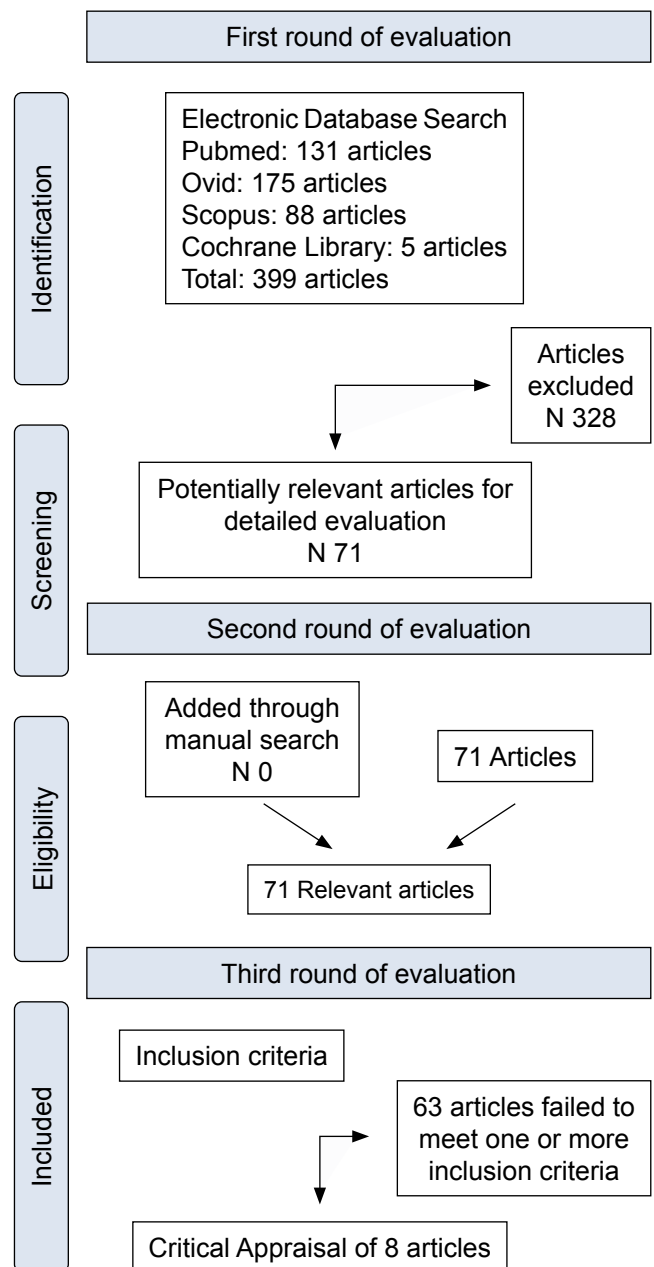 First round of evaluation
Identification
Electronic Database Search
Pubmed: 131 articles
Ovid: 175 articles
Scopus: 88 articles
Cochrane Library: 5 articles
Total: 399 articles
Articles
excluded
N 328
Screening
Potentially relevant articles for
detailed evaluation
N 71
Second round of evaluation
Eligibility
Added through
manual search
N 0
71 Articles
71 Relevant articles
Third round of evaluation
Included
Inclusion criteria
63 articles failed to
meet one or more
inclusion criteria
Critical Appraisal of 8 articles